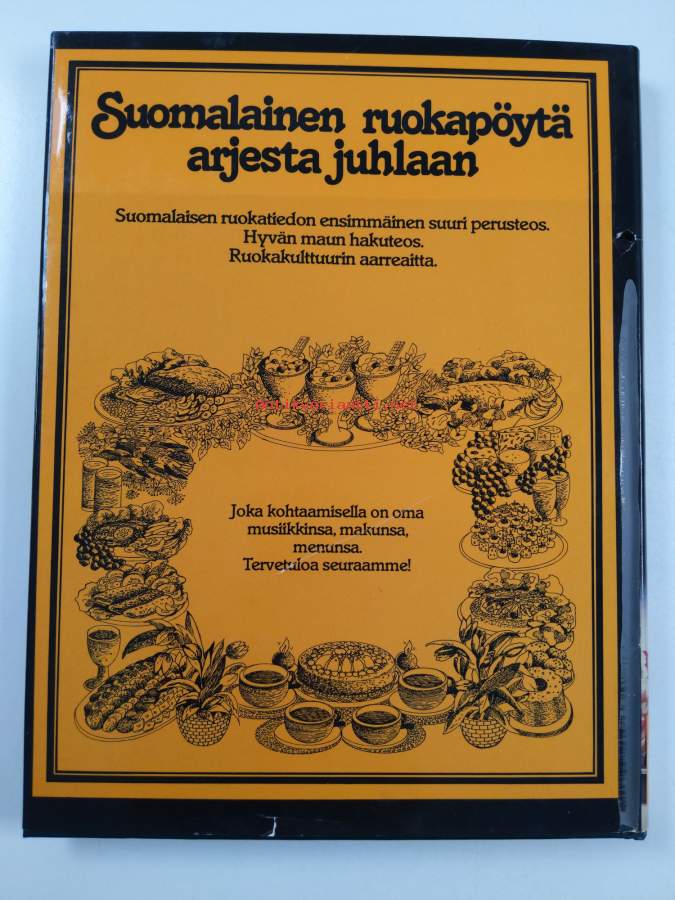 Suomalainen ruokapöytä
arjesta juhlaan
Suomalaisen ruokatiedon ensimmäinen suuri perusteos.
Hyvän maun hakuteos.
Ruokakulttuurin aarreaitta.
Joka kohtaamisella on oma
musiikkinsa, makunsa,
menunsa.
Tervetuloa seuraamme!